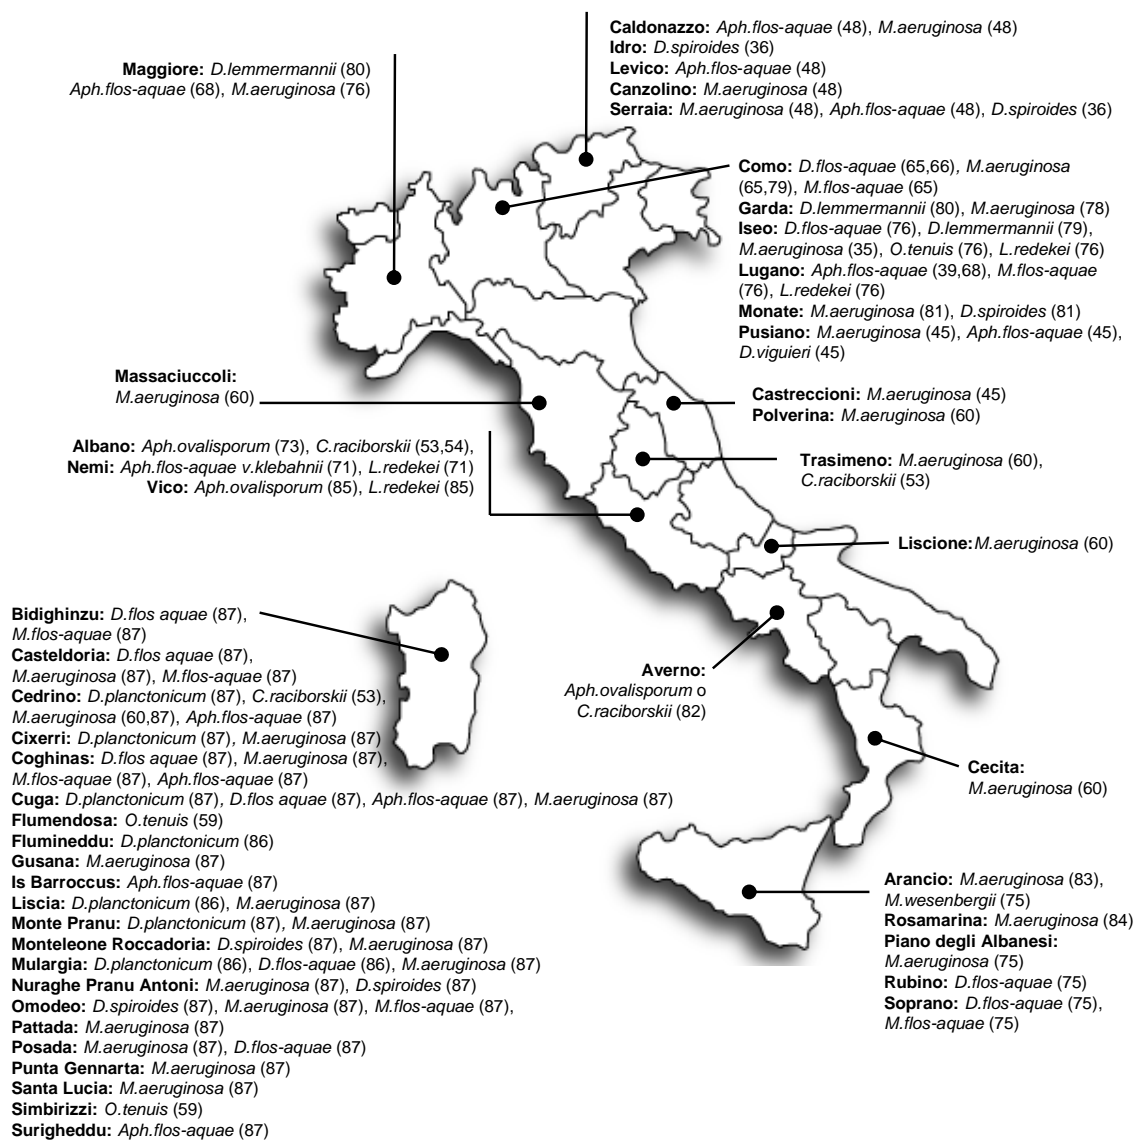 Caldonazzo: Aph.flos-aquae (48), M.aeruginosa (48)
Idro: D.spiroides (36)
Levico: Aph.flos-aquae (48)
Canzolino: M.aeruginosa (48)
Serraia: M.aeruginosa (48), Aph.flos-aquae (48), D.spiroides (36)
Maggiore: D.lemmermannii (80)
Aph.flos-aquae (68), M.aeruginosa (76)
Como: D.flos-aquae (65,66), M.aeruginosa
(65,79), M.flos-aquae (65)
Garda: D.lemmermannii (80), M.aeruginosa (78)
Iseo: D.flos-aquae (76), D.lemmermannii (79),
M.aeruginosa (35), O.tenuis (76), L.redekei (76)
Lugano: Aph.flos-aquae (39,68), M.flos-aquae
(76), L.redekei (76)
Monate: M.aeruginosa (81), D.spiroides (81)
Pusiano: M.aeruginosa (45), Aph.flos-aquae (45),
D.viguieri (45)
Massaciuccoli:
M.aeruginosa (60)
Castreccioni: M.aeruginosa (45)
Polverina: M.aeruginosa (60)
Albano: Aph.ovalisporum (73), C.raciborskii (53,54),
Nemi: Aph.flos-aquae v.klebahnii (71), L.redekei (71)
Vico: Aph.ovalisporum (85), L.redekei (85)
Trasimeno: M.aeruginosa (60),
C.raciborskii (53)
Liscione:M.aeruginosa (60)
Averno:
Aph.ovalisporum o
C.raciborskii (82)
Cecita:
M.aeruginosa (60)
Bidighinzu: D.flos aquae (87),
M.flos-aquae (87)
Casteldoria: D.flos aquae (87),
M.aeruginosa (87), M.flos-aquae (87)
Cedrino: D.planctonicum (87), C.raciborskii (53),
M.aeruginosa (60,87), Aph.flos-aquae (87)
Cixerri: D.planctonicum (87), M.aeruginosa (87)
Coghinas: D.flos aquae (87), M.aeruginosa (87),
M.flos-aquae (87), Aph.flos-aquae (87)
Cuga: D.planctonicum (87), D.flos aquae (87), Aph.flos-aquae (87), M.aeruginosa (87)
Flumendosa: O.tenuis (59)
Flumineddu: D.planctonicum (86)
Gusana: M.aeruginosa (87)
Is Barroccus: Aph.flos-aquae (87)
Liscia: D.planctonicum (86), M.aeruginosa (87)
Monte Pranu: D.planctonicum (87), M.aeruginosa (87)
Monteleone Roccadoria: D.spiroides (87), M.aeruginosa (87)
Mulargia: D.planctonicum (86), D.flos-aquae (86), M.aeruginosa (87)
Nuraghe Pranu Antoni: M.aeruginosa (87), D.spiroides (87)
Omodeo: D.spiroides (87), M.aeruginosa (87), M.flos-aquae (87),
Pattada: M.aeruginosa (87)
Posada: M.aeruginosa (87), D.flos-aquae (87)
Punta Gennarta: M.aeruginosa (87)
Santa Lucia: M.aeruginosa (87)
Simbirizzi: O.tenuis (59)
Surigheddu: Aph.flos-aquae (87)
Arancio: M.aeruginosa (83),
M.wesenbergii (75)
Rosamarina: M.aeruginosa (84)
Piano degli Albanesi:
M.aeruginosa (75)
Rubino: D.flos-aquae (75)
Soprano: D.flos-aquae (75),
M.flos-aquae (75)